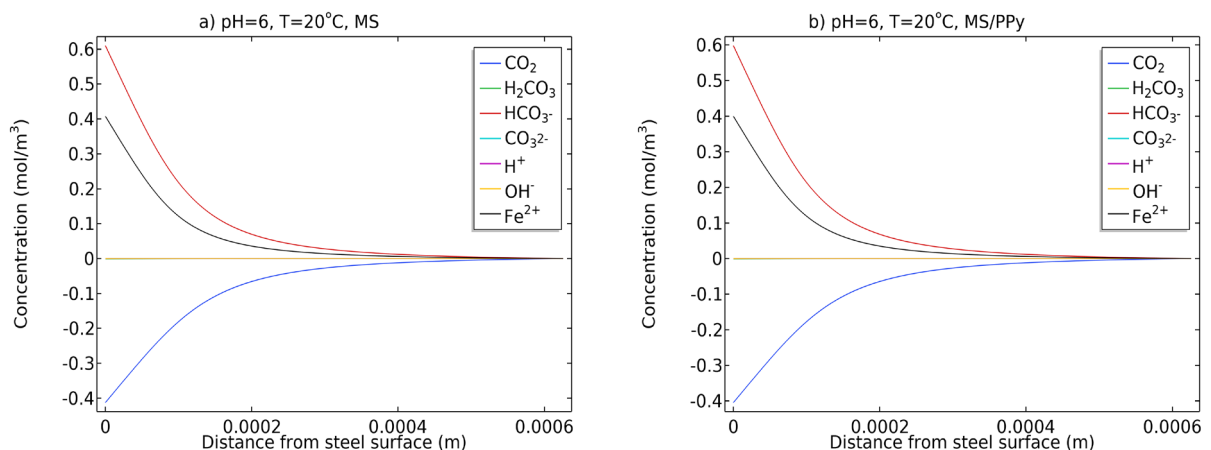 a) pH=6, T=20°C, MS
Concentration (mol/m³)
0.6
0.5
0.4
0.3
0.2
0.1
0
-0.1
-0.2
-0.3
-0.4
CO₂
H₂CO₃
HCO₃-
CO₃²-
H⁺
OH⁻
Fe²⁺
0
0.0002
0.0004
0.0006
Distance from steel surface (m)
b) pH=6, T=20°C, MS/PPy
Concentration (mol/m³)
0.6
0.5
0.4
0.3
0.2
0.1
0
-0.1
-0.2
-0.3
-0.4
CO₂
H₂CO₃
HCO₃-
CO₃²-
H⁺
OH⁻
Fe²⁺
0
0.0002
0.0004
0.0006
Distance from steel surface (m)